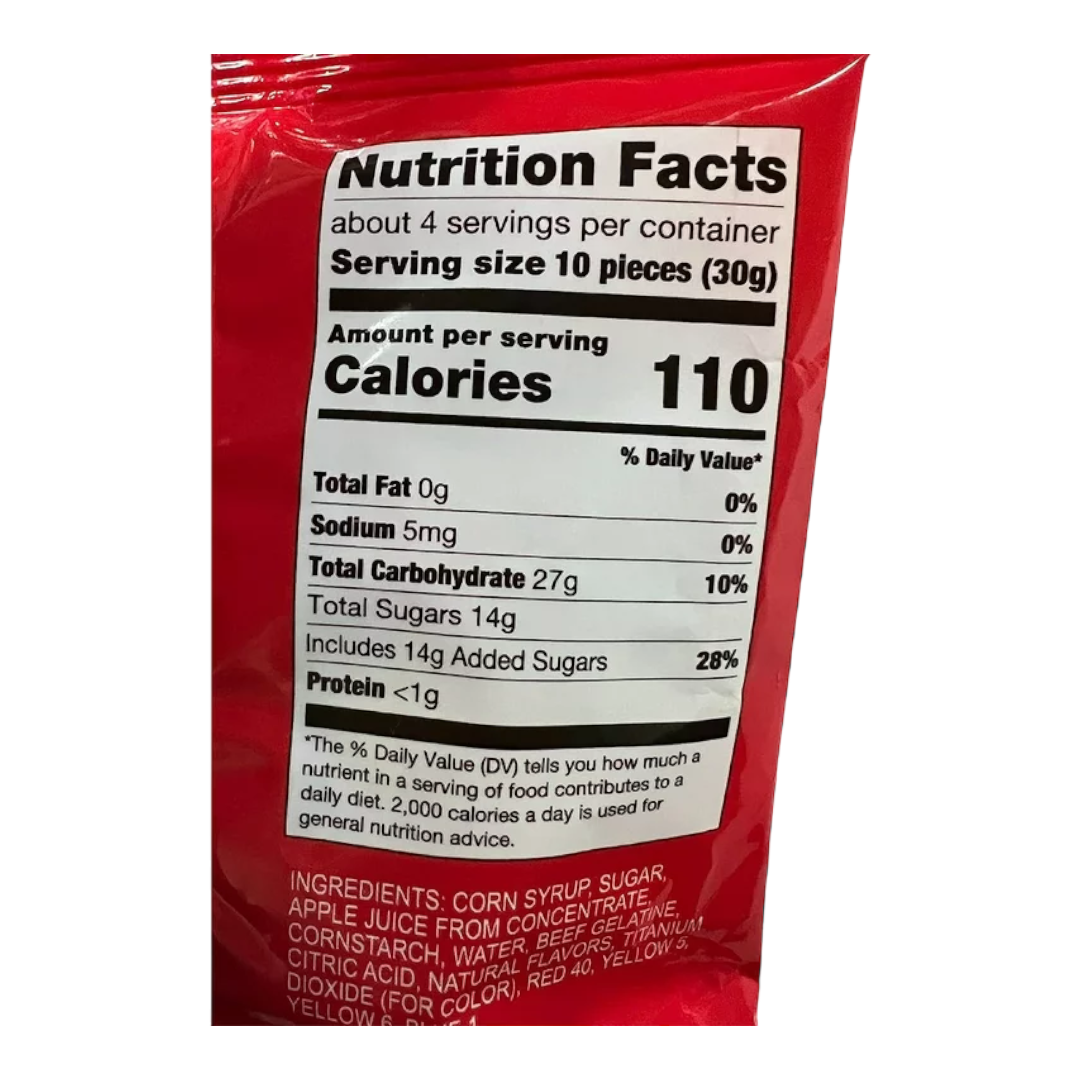 Nutrition Facts
about 4 servings per container
Serving size 10 pieces (30g)
Amount per serving
Calories 110
% Daily Value*
Total Fat 0g 0%
Sodium 5mg 0%
Total Carbohydrate 27g 10%
Total Sugars 14g
Includes 14g Added Sugars 28%
Protein <1g
*The % Daily Value (DV) tells you how much a
nutrient in a serving of food contributes to a
daily diet. 2,000 calories a day is used for
general nutrition advice.
INGREDIENTS: CORN SYRUP, SUGAR,
APPLE JUICE FROM CONCENTRATE,
CORNSTARCH, WATER, BEEF GELATINE,
CITRIC ACID, NATURAL FLAVORS, TITANIUM
DIOXIDE (FOR COLOR), RED 40, YELLOW 5,
YELLOW 6